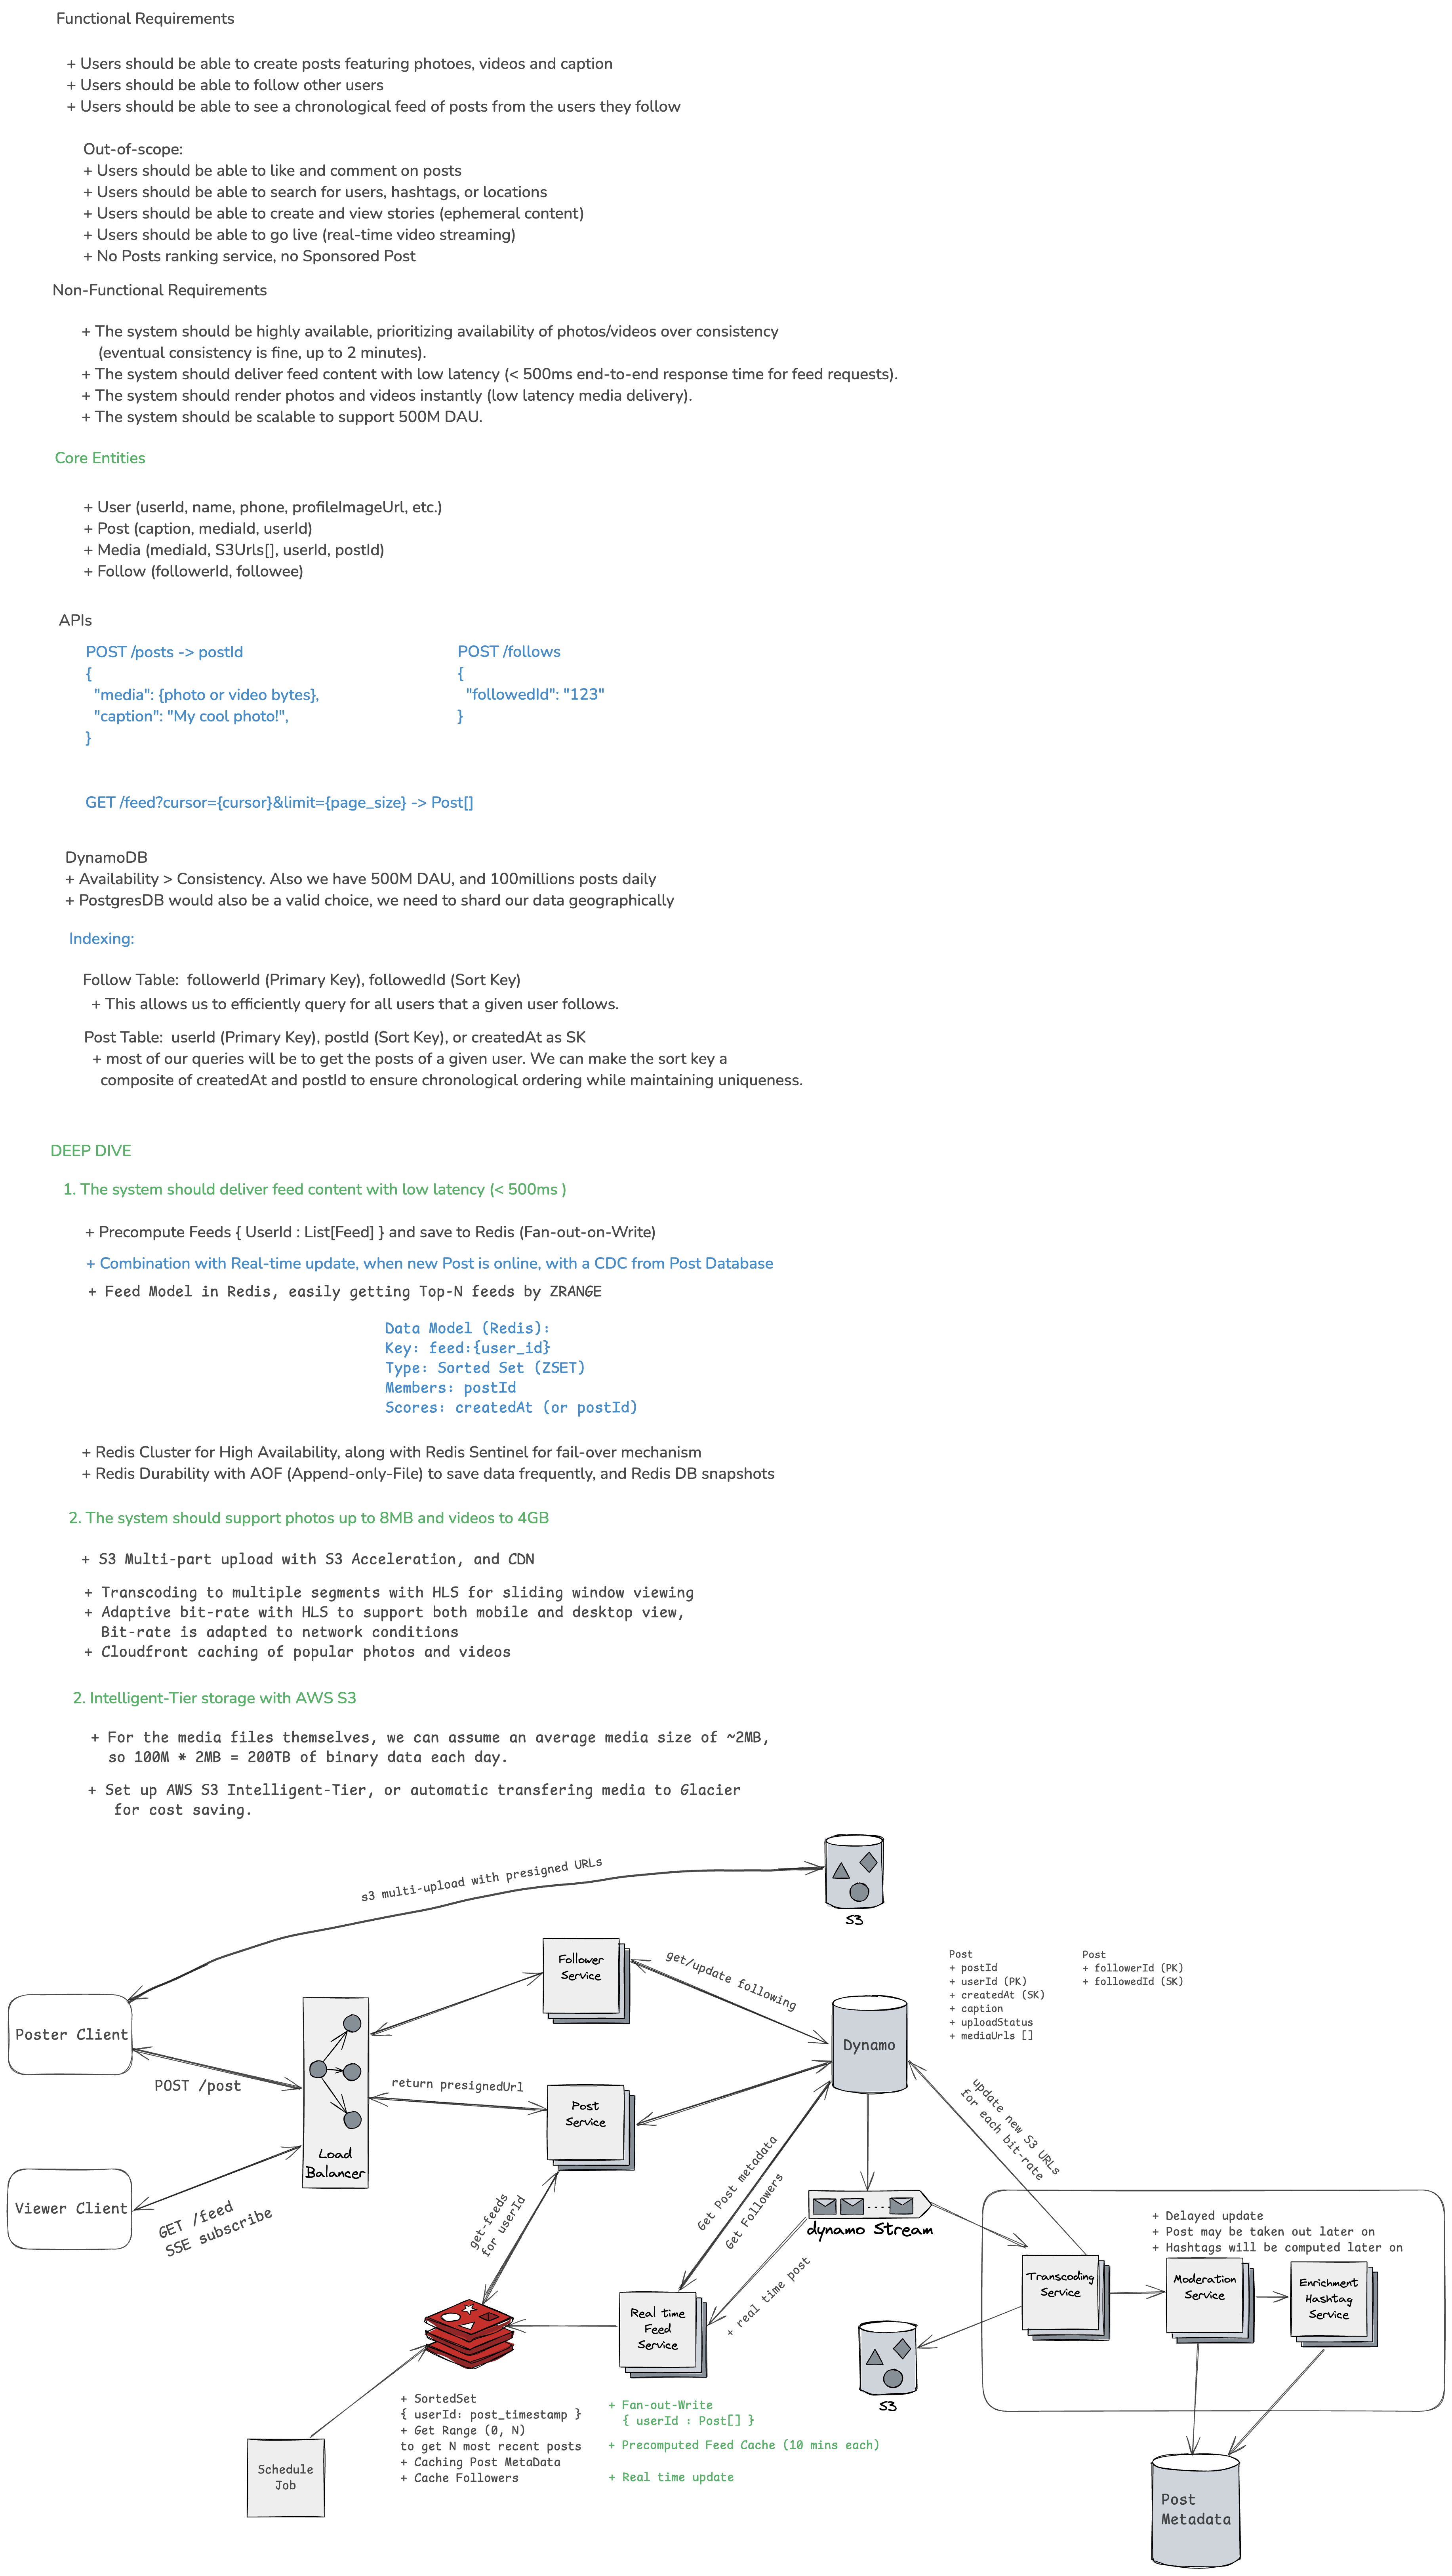 Functional Requirements
+ Users should be able to create posts featuring photoes, videos and caption
+ Users should be able to follow other users
+ Users should be able to see a chronological feed of posts from the users they follow
Out-of-scope:
+ Users should be able to like and comment on posts
+ Users should be able to search for users, hashtags, or locations
+ Users should be able to create and view stories (ephemeral content)
+ Users should be able to go live (real-time video streaming)
+ No Posts ranking service, no Sponsored Post
Non-Functional Requirements
+ The system should be highly available, prioritizing availability of photos/videos over consistency
(eventual consistency is fine, up to 2 minutes).
+ The system should deliver feed content with low latency (< 500ms end-to-end response time for feed requests).
+ The system should render photos and videos instantly (low latency media delivery).
+ The system should be scalable to support 500M DAU.
Core Entities
+ User (userId, name, phone, profileImageUrl, etc.)
+ Post (caption, mediaId, userId)
+ Media (mediaId, S3Urls[], userId, postId)
+ Follow (followerId, followee)
APIs
POST /posts -> postId
{
"media": {photo or video bytes},
"caption": "My cool photo!",
}
POST /follows
{
"followedId": "123"
}
GET /feed?cursor={cursor}&limit={page_size} -> Post[]
DynamoDB
+ Availability > Consistency. Also we have 500M DAU, and 100millions posts daily
+ PostgresDB would also be a valid choice, we need to shard our data geographically
Indexing:
Follow Table: followerId (Primary Key), followedId (Sort Key)
+ This allows us to efficiently query for all users that a given user follows.
Post Table: userId (Primary Key), postId (Sort Key), or createdAt as SK
+ most of our queries will be to get the posts of a given user. We can make the sort key a
composite of createdAt and postId to ensure chronological ordering while maintaining uniqueness.
DEEP DIVE
1. The system should deliver feed content with low latency (< 500ms )
+ Precompute Feeds { UserId : List[Feed] } and save to Redis (Fan-out-on-Write)
+ Combination with Real-time update, when new Post is online, with a CDC from Post Database
+ Feed Model in Redis, easily getting Top-N feeds by ZRANGE
Data Model (Redis):
Key: feed:{user_id}
Type: Sorted Set (ZSET)
Members: postId
Scores: createdAt (or postId)
+ Redis Cluster for High Availability, along with Redis Sentinel for fail-over mechanism
+ Redis Durability with AOF (Append-only-File) to save data frequently, and Redis DB snapshots
2. The system should support photos up to 8MB and videos to 4GB
+ S3 Multi-part upload with S3 Acceleration, and CDN
+ Transcoding to multiple segments with HLS for sliding window viewing
+ Adaptive bit-rate with HLS to support both mobile and desktop view,
Bit-rate is adapted to network conditions
+ Cloudfront caching of popular photos and videos
2. Intelligent-Tier storage with AWS S3
+ For the media files themselves, we can assume an average media size of ~2MB,
so 100M * 2MB = 200TB of binary data each day.
+ Set up AWS S3 Intelligent-Tier, or automatic transfering media to Glacier
for cost saving.
s3 multi-upload with presigned URLs
S3
Follower
Service
get/update following
Post
+ postId
+ userId (PK)
+ createdAt (SK)
+ caption
+ uploadStatus
+ mediaUrls []
Post
+ followerId (PK)
+ followedId (SK)
Poster Client
POST /post
Load
Balancer
return presignedUrl
Post
Service
Dynamo
update new S3 URLs
for each bit-rate
Viewer Client
GET /feed
SSE subscribe
get-feeds
for userId
Get Post metadata
Get Followers
dynamo Stream
+ real time post
+ Delayed update
+ Post may be taken out later on
+ Hashtags will be computed later on
Transcoding
Service
Moderation
Service
Enrichment
Hashtag
Service
Real time
Feed
Service
S3
+ SortedSet
{ userId: post_timestamp }
+ Get Range (0, N)
to get N most recent posts
+ Caching Post MetaData
+ Cache Followers
+ Fan-out-Write
{ userId : Post[] }
+ Precomputed Feed Cache (10 mins each)
+ Real time update
Schedule
Job
Post
Metadata